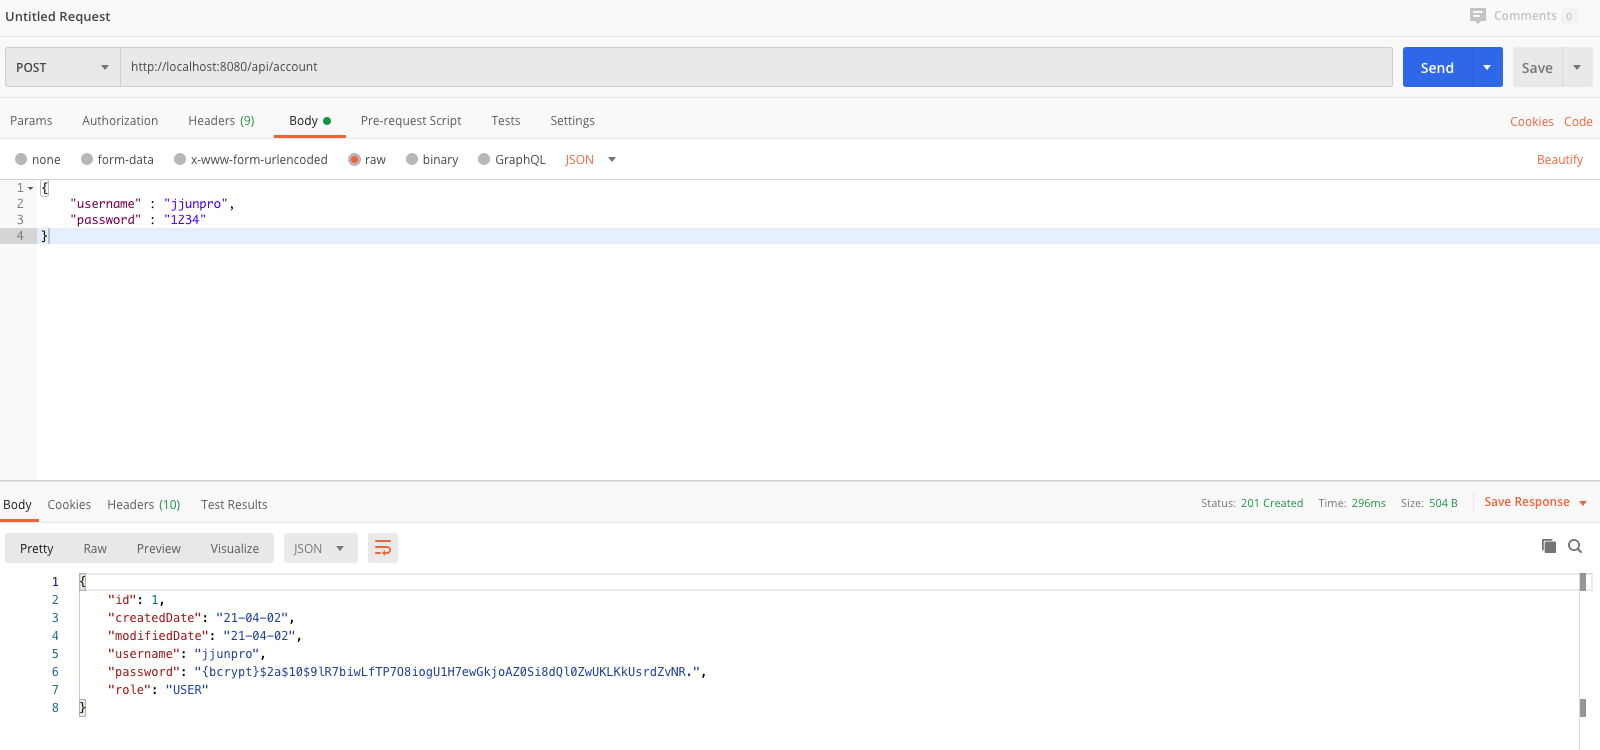 Untitled Request
Comments 0
POST http://localhost:8080/api/account Send Save
Params Authorization Headers (9) Body Pre-request Script Tests Settings Cookies Code
none form-data x-www-form-urlencoded raw binary GraphQL JSON Beautify
1 {
2 "username" : "jjunpro",
3 "password" : "1234"
4 }
Body Cookies Headers (10) Test Results Status: 201 Created Time: 296ms Size: 504 B Save Response
Pretty Raw Preview Visualize JSON
1 {
2 "id": 1,
3 "createdDate": "21-04-02",
4 "modifiedDate": "21-04-02",
5 "username": "jjunpro",
6 "password": "{bcrypt}$2a$10$9lR7biwLfTP7O8iogU1H7ewGkjoAZ0Si8dQl0ZwUKLKkUsrdZvNR.",
7 "role": "USER"
8 }